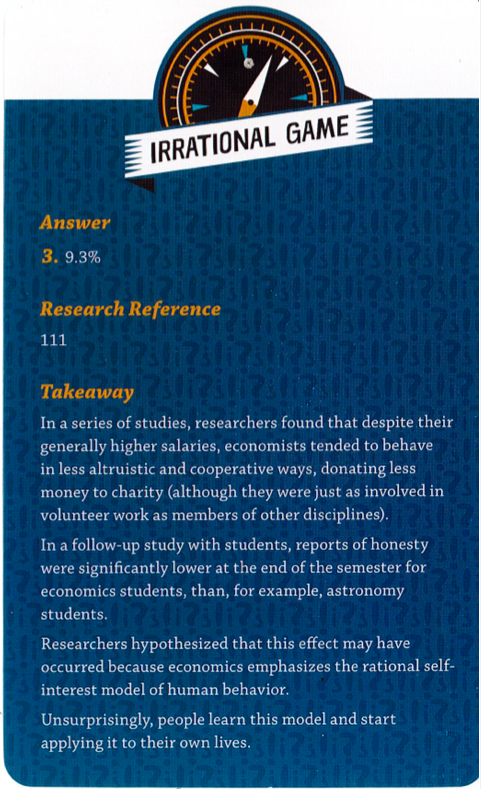 IRRATIONAL GAME
Answer
3. 9.3%
Research Reference
111
Takeaway
In a series of studies, researchers found that despite their
generally higher salaries, economists tended to behave
in less altruistic and cooperative ways, donating less
money to charity (although they were just as involved in
volunteer work as members of other disciplines).
In a follow-up study with students, reports of honesty
were significantly lower at the end of the semester for
economics students, than, for example, astronomy
students.
Researchers hypothesized that this effect may have
occurred because economics emphasizes the rational self-
interest model of human behavior.
Unsurprisingly, people learn this model and start
applying it to their own lives.